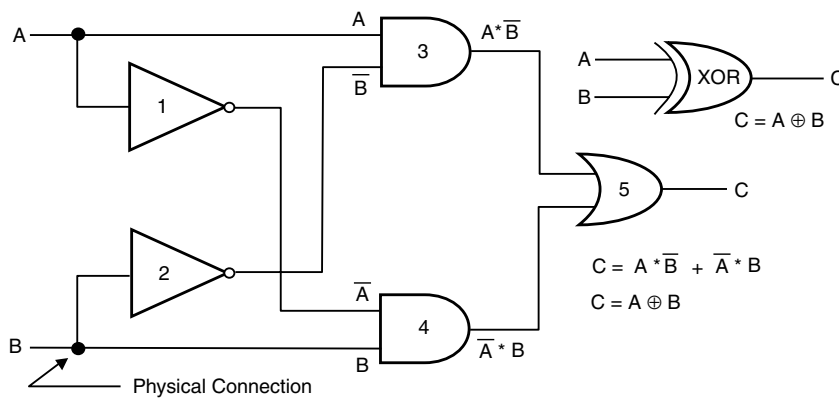 A
A
3
A*B̅
B̅
1
A
B
XOR
C
C = A ⊕ B
5
C
2
A̅
4
B
B
A̅ * B
C = A * B̅ + A̅ * B
C = A ⊕ B
Physical Connection